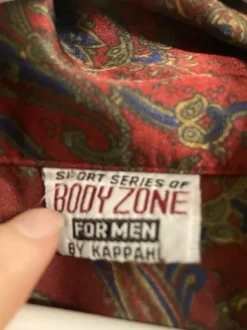 SPORT SERIES OF
BODY ZONE
FOR MEN
BY KAPPAHL